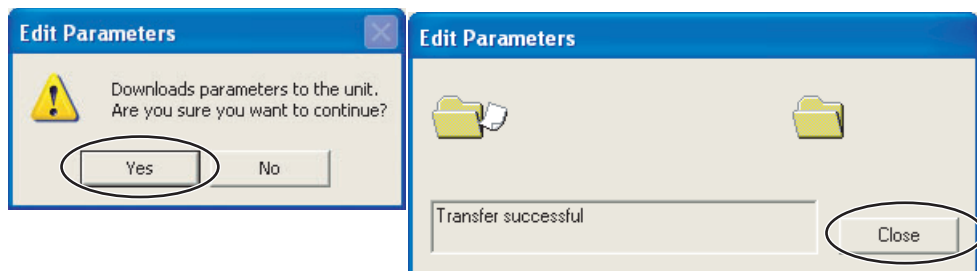 Edit Parameters
Downloads parameters to the unit.
Are you sure you want to continue?
Yes
No
Edit Parameters
Transfer successful
Close